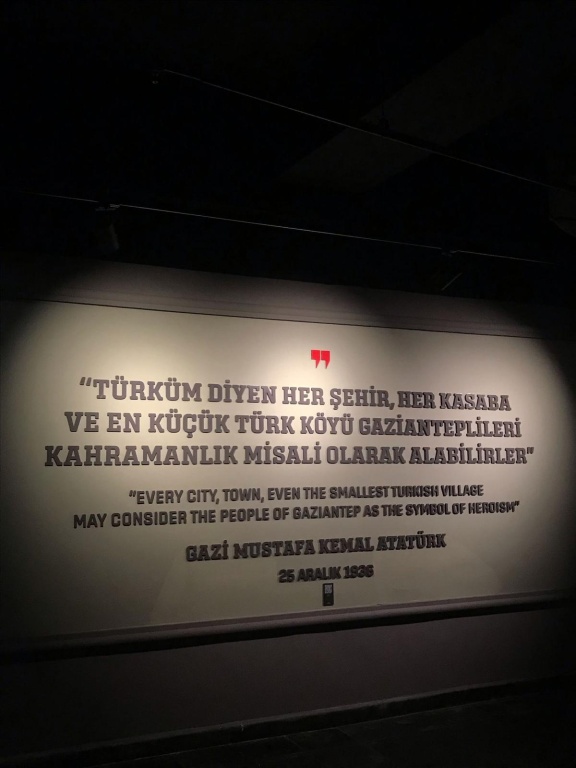 "TÜRKÜM DİYEN HER ŞEHİR, HER KASABA
VE EN KÜÇÜK TÜRK KÖYÜ GAZİANTEPLİLERİ
KAHRAMANLIK MİSALİ OLARAK ALABİLİRLER"
"EVERY CITY, TOWN, EVEN THE SMALLEST TURKISH VILLAGE
MAY CONSIDER THE PEOPLE OF GAZIANTEP AS THE SYMBOL OF HEROISM"
GAZİ MUSTAFA KEMAL ATATÜRK
25 ARALIK 1936